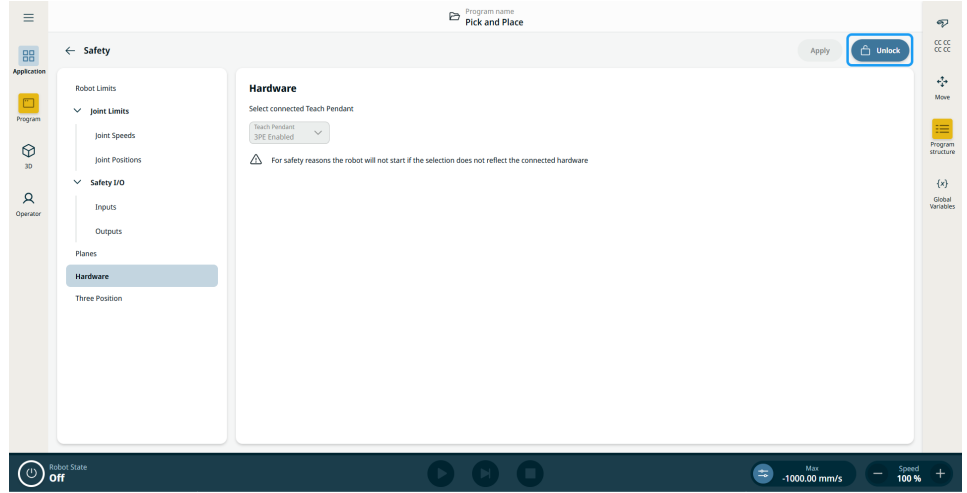 Program name
Pick and Place
Safety
Apply
Unlock
CC CC
CC CC
Application
Program
3D
Operator
Robot Limits
Joint Limits
Joint Speeds
Joint Positions
Safety I/O
Inputs
Outputs
Planes
Hardware
Three Position
Hardware
Select connected Teach Pendant
Teach Pendant
3PE Enabled
For safety reasons the robot will not start if the selection does not reflect the connected hardware
Move
Program
structure
{x}
Global
Variables
Robot State
Off
Max
-1000.00 mm/s
Speed
100 %